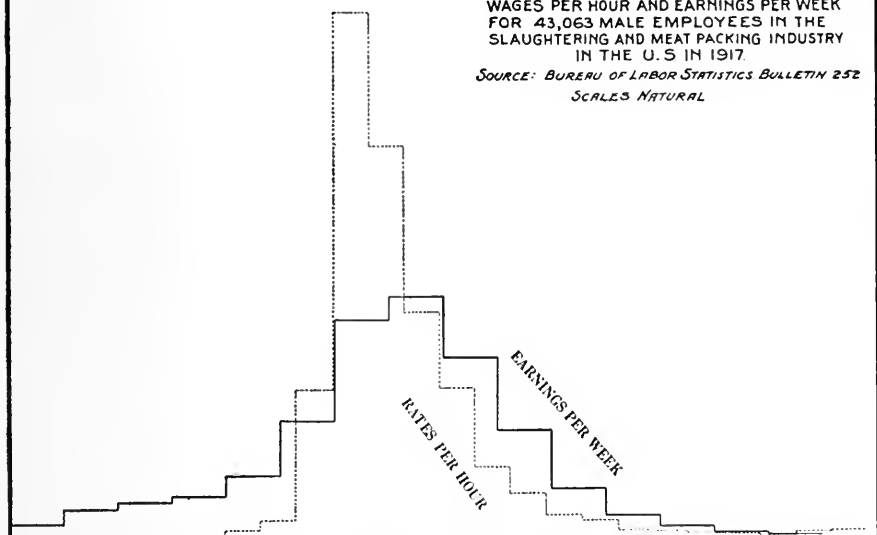 WAGES PER HOUR AND EARNINGS PER WEEK
FOR 43,063 MALE EMPLOYEES IN THE
SLAUGHTERING AND MEAT PACKING INDUSTRY
IN THE U.S IN 1917.
SOURCE: BUREAU OF LABOR STATISTICS BULLETIN 252
SCALES NATURAL
EARNINGS PER WEEK
RATES PER HOUR